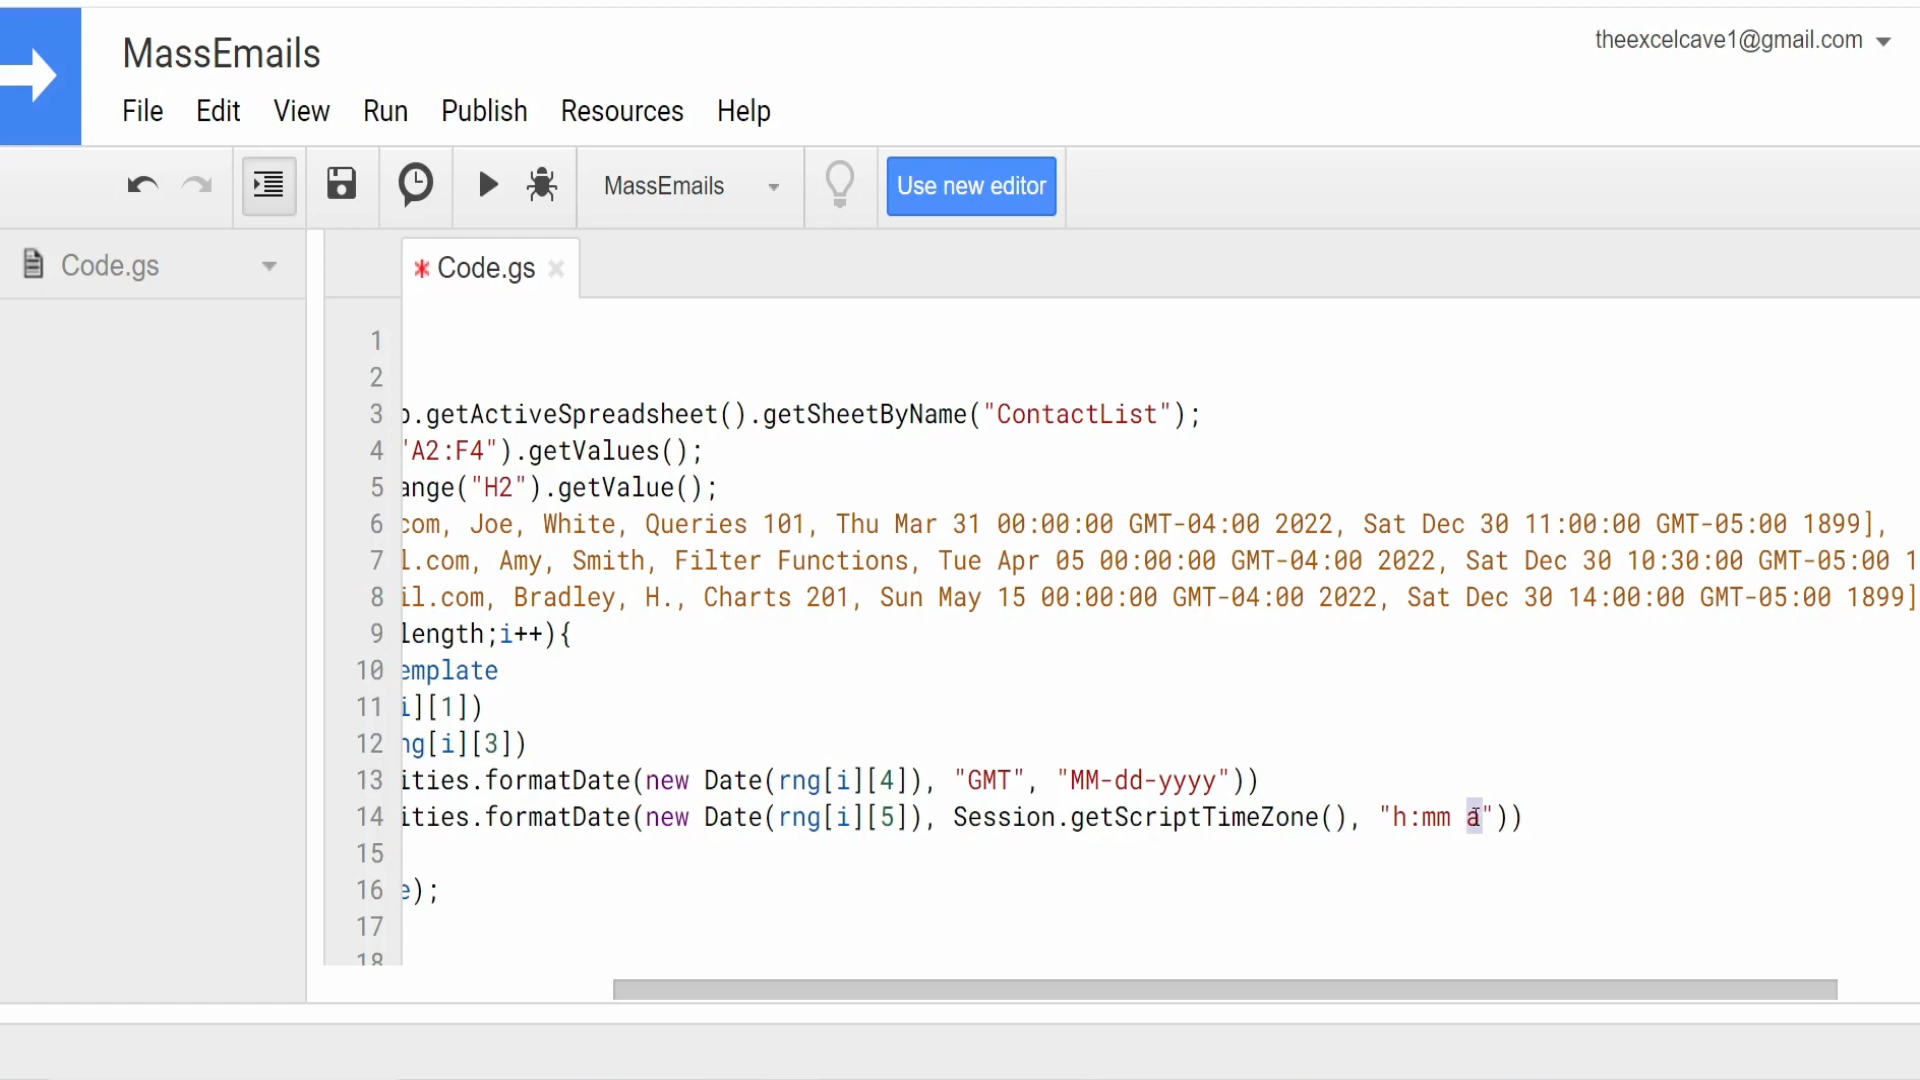 MassEmails
theexcelcave1@gmail.com
File Edit View Run Publish Resources Help
MassEmails
Use new editor
Code.gs
* Code.gs
1
2
3 p.getActiveSpreadsheet().getSheetByName("ContactList");
4 "A2:F4").getValues();
5 ange("H2").getValue();
6 com, Joe, White, Queries 101, Thu Mar 31 00:00:00 GMT-04:00 2022, Sat Dec 30 11:00:00 GMT-05:00 1899],
7 l.com, Amy, Smith, Filter Functions, Tue Apr 05 00:00:00 GMT-04:00 2022, Sat Dec 30 10:30:00 GMT-05:00 1
8 il.com, Bradley, H., Charts 201, Sun May 15 00:00:00 GMT-04:00 2022, Sat Dec 30 14:00:00 GMT-05:00 1899]
9 length;i++){
10 emplate
11 i][1])
12 ng[i][3])
13 ities.formatDate(new Date(rng[i][4]), "GMT", "MM-dd-yyyy"))
14 ities.formatDate(new Date(rng[i][5]), Session.getScriptTimeZone(), "h:mm a"))
15
16 e);
17
18